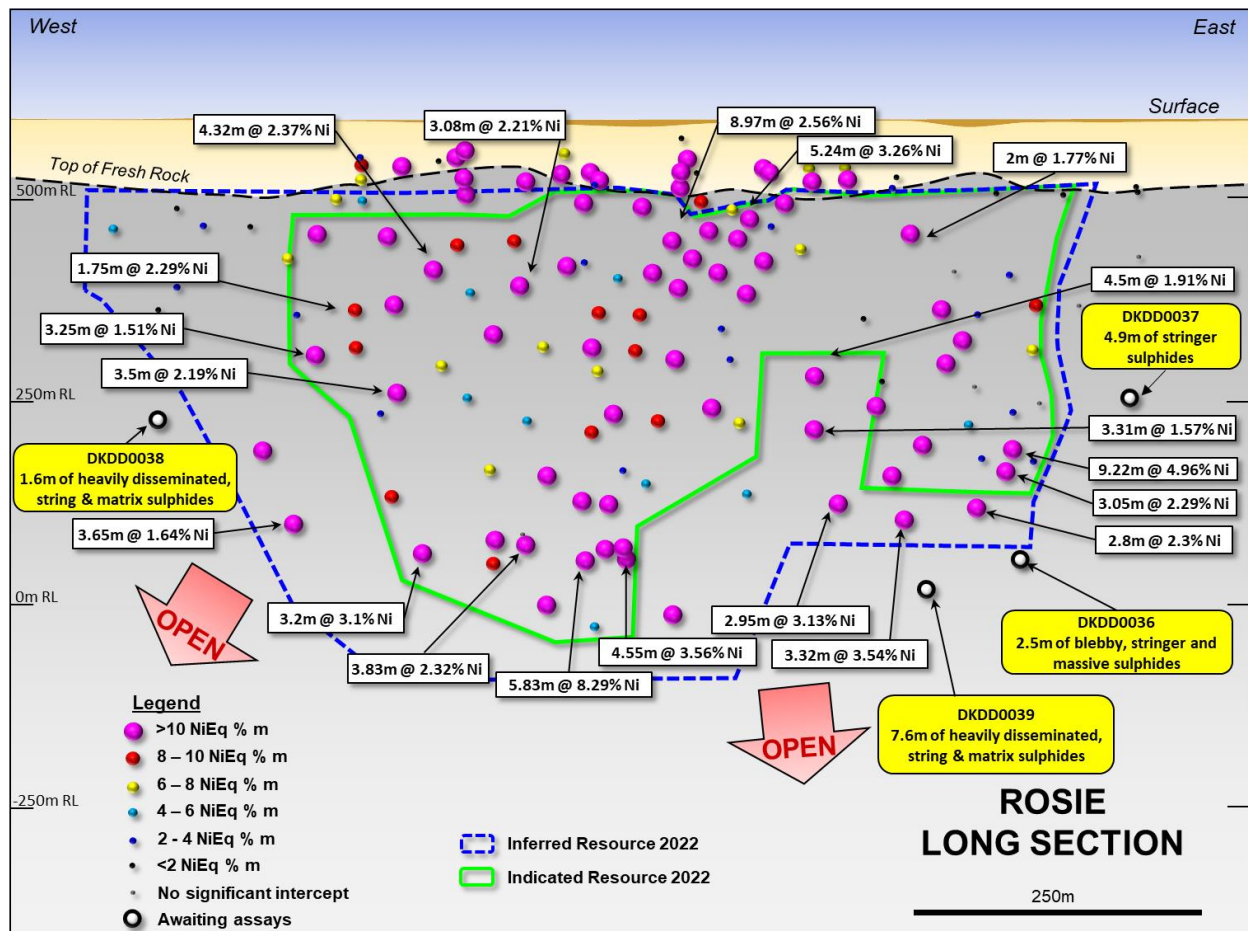 West
East
Surface
4.32m @ 2.37% Ni
3.08m @ 2.21% Ni
8.97m @ 2.56% Ni
5.24m @ 3.26% Ni
2m @ 1.77% Ni
Top of Fresh Rock
500m RL
1.75m @ 2.29% Ni
4.5m @ 1.91% Ni
3.25m @ 1.51% Ni
DKDD0037
4.9m of stringer
sulphides
3.5m @ 2.19% Ni
250m RL
3.31m @ 1.57% Ni
DKDD0038
1.6m of heavily disseminated,
string & matrix sulphides
9.22m @ 4.96% Ni
3.05m @ 2.29% Ni
3.65m @ 1.64% Ni
2.8m @ 2.3% Ni
OPEN
0m RL
3.2m @ 3.1% Ni
2.95m @ 3.13% Ni
DKDD0036
2.5m of blebby, stringer and
massive sulphides
3.83m @ 2.32% Ni
4.55m @ 3.56% Ni
3.32m @ 3.54% Ni
5.83m @ 8.29% Ni
OPEN
DKDD0039
7.6m of heavily disseminated,
string & matrix sulphides
Legend
>10 NiEq % m
8 – 10 NiEq % m
6 – 8 NiEq % m
4 – 6 NiEq % m
2 - 4 NiEq % m
<2 NiEq % m
No significant intercept
Awaiting assays
-250m RL
Inferred Resource 2022
Indicated Resource 2022
ROSIE
LONG SECTION
250m